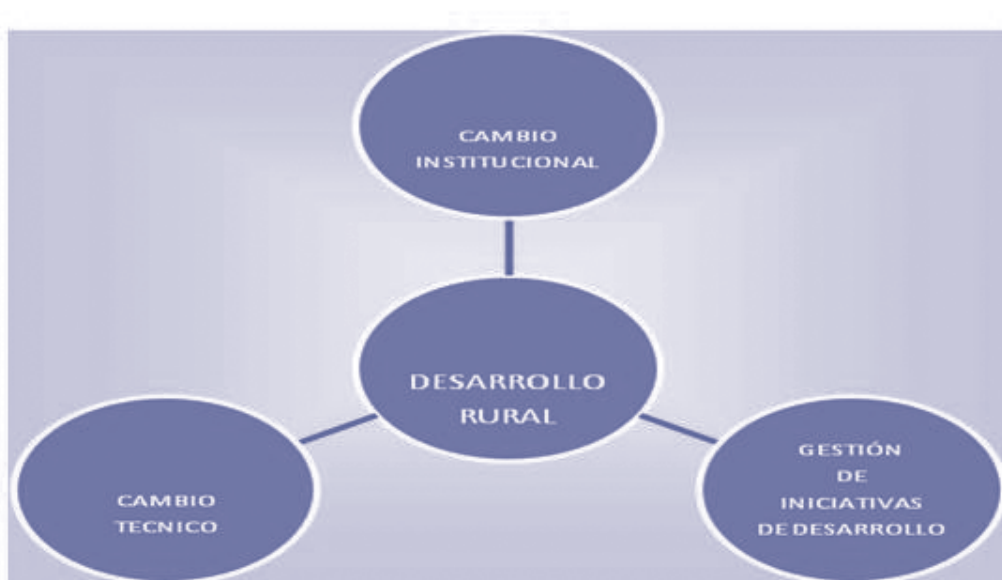 CAMBIO
INSTITUCIONAL
DESARROLLO
RURAL
CAMBIO
TECNICO
GESTIÓN
DE
INICIATIVAS
DE DESARROLLO